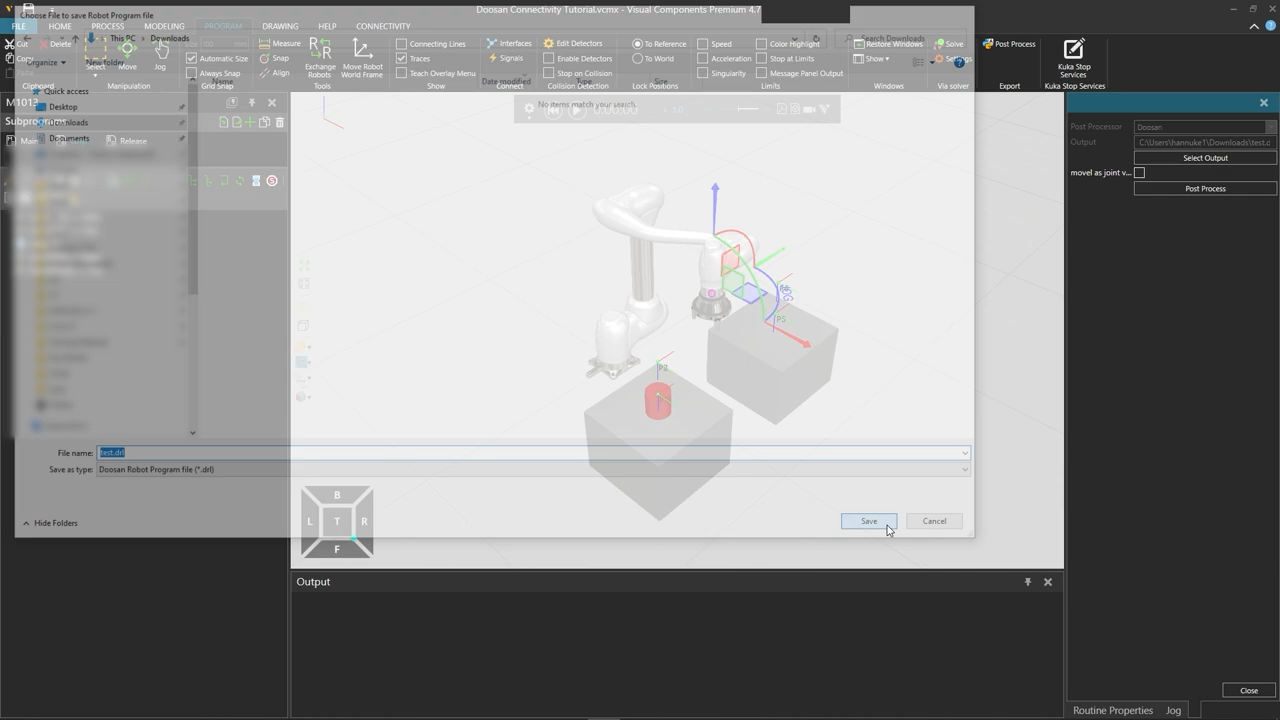 Choose File to save Robot Program file
Doosan Connectivity Tutorial.vcmx - Visual Components Premium 4.7
FILE HOME PROCESS MODELING PROGRAM DRAWING HELP CONNECTIVITY
This PC Downloads
Search Downloads
Cut Delete
Copy
Organize
Clipboard
Select
Move
Jog
Manipulation
Automatic Size
Always Snap
Grid Snap
Measure
Snap
Align
Exchange Robots
Move Robot World Frame
Tools
Connecting Lines
Traces
Teach Overlay Menu
Show
Interfaces
Signals
Connect
Edit Detectors
Enable Detectors
Stop on Collision
Collision Detection
To Reference
To World
Lock Positions
Speed
Acceleration
Singularity
Color Highlight
Stop at Limits
Message Panel Output
Limits
Restore Windows
Show
Windows
Solve
Settings
Via solver
Post Process
Export
Kuka Stop Services
Kuka Stop Services
Name
Date modified
Type
Size
No items match your search.
Quick access
Desktop
Downloads
Documents
Main
Release
P2
P5
File name: test.drl
Save as type: Doosan Robot Program file (*.drl)
Hide Folders
Save
Cancel
B
L T R
F
Output
Post Processor Doosan
Output C:\Users\hannuke1\Downloads\test.d
Select Output
movel as joint v...
Post Process
Close
Routine Properties Jog